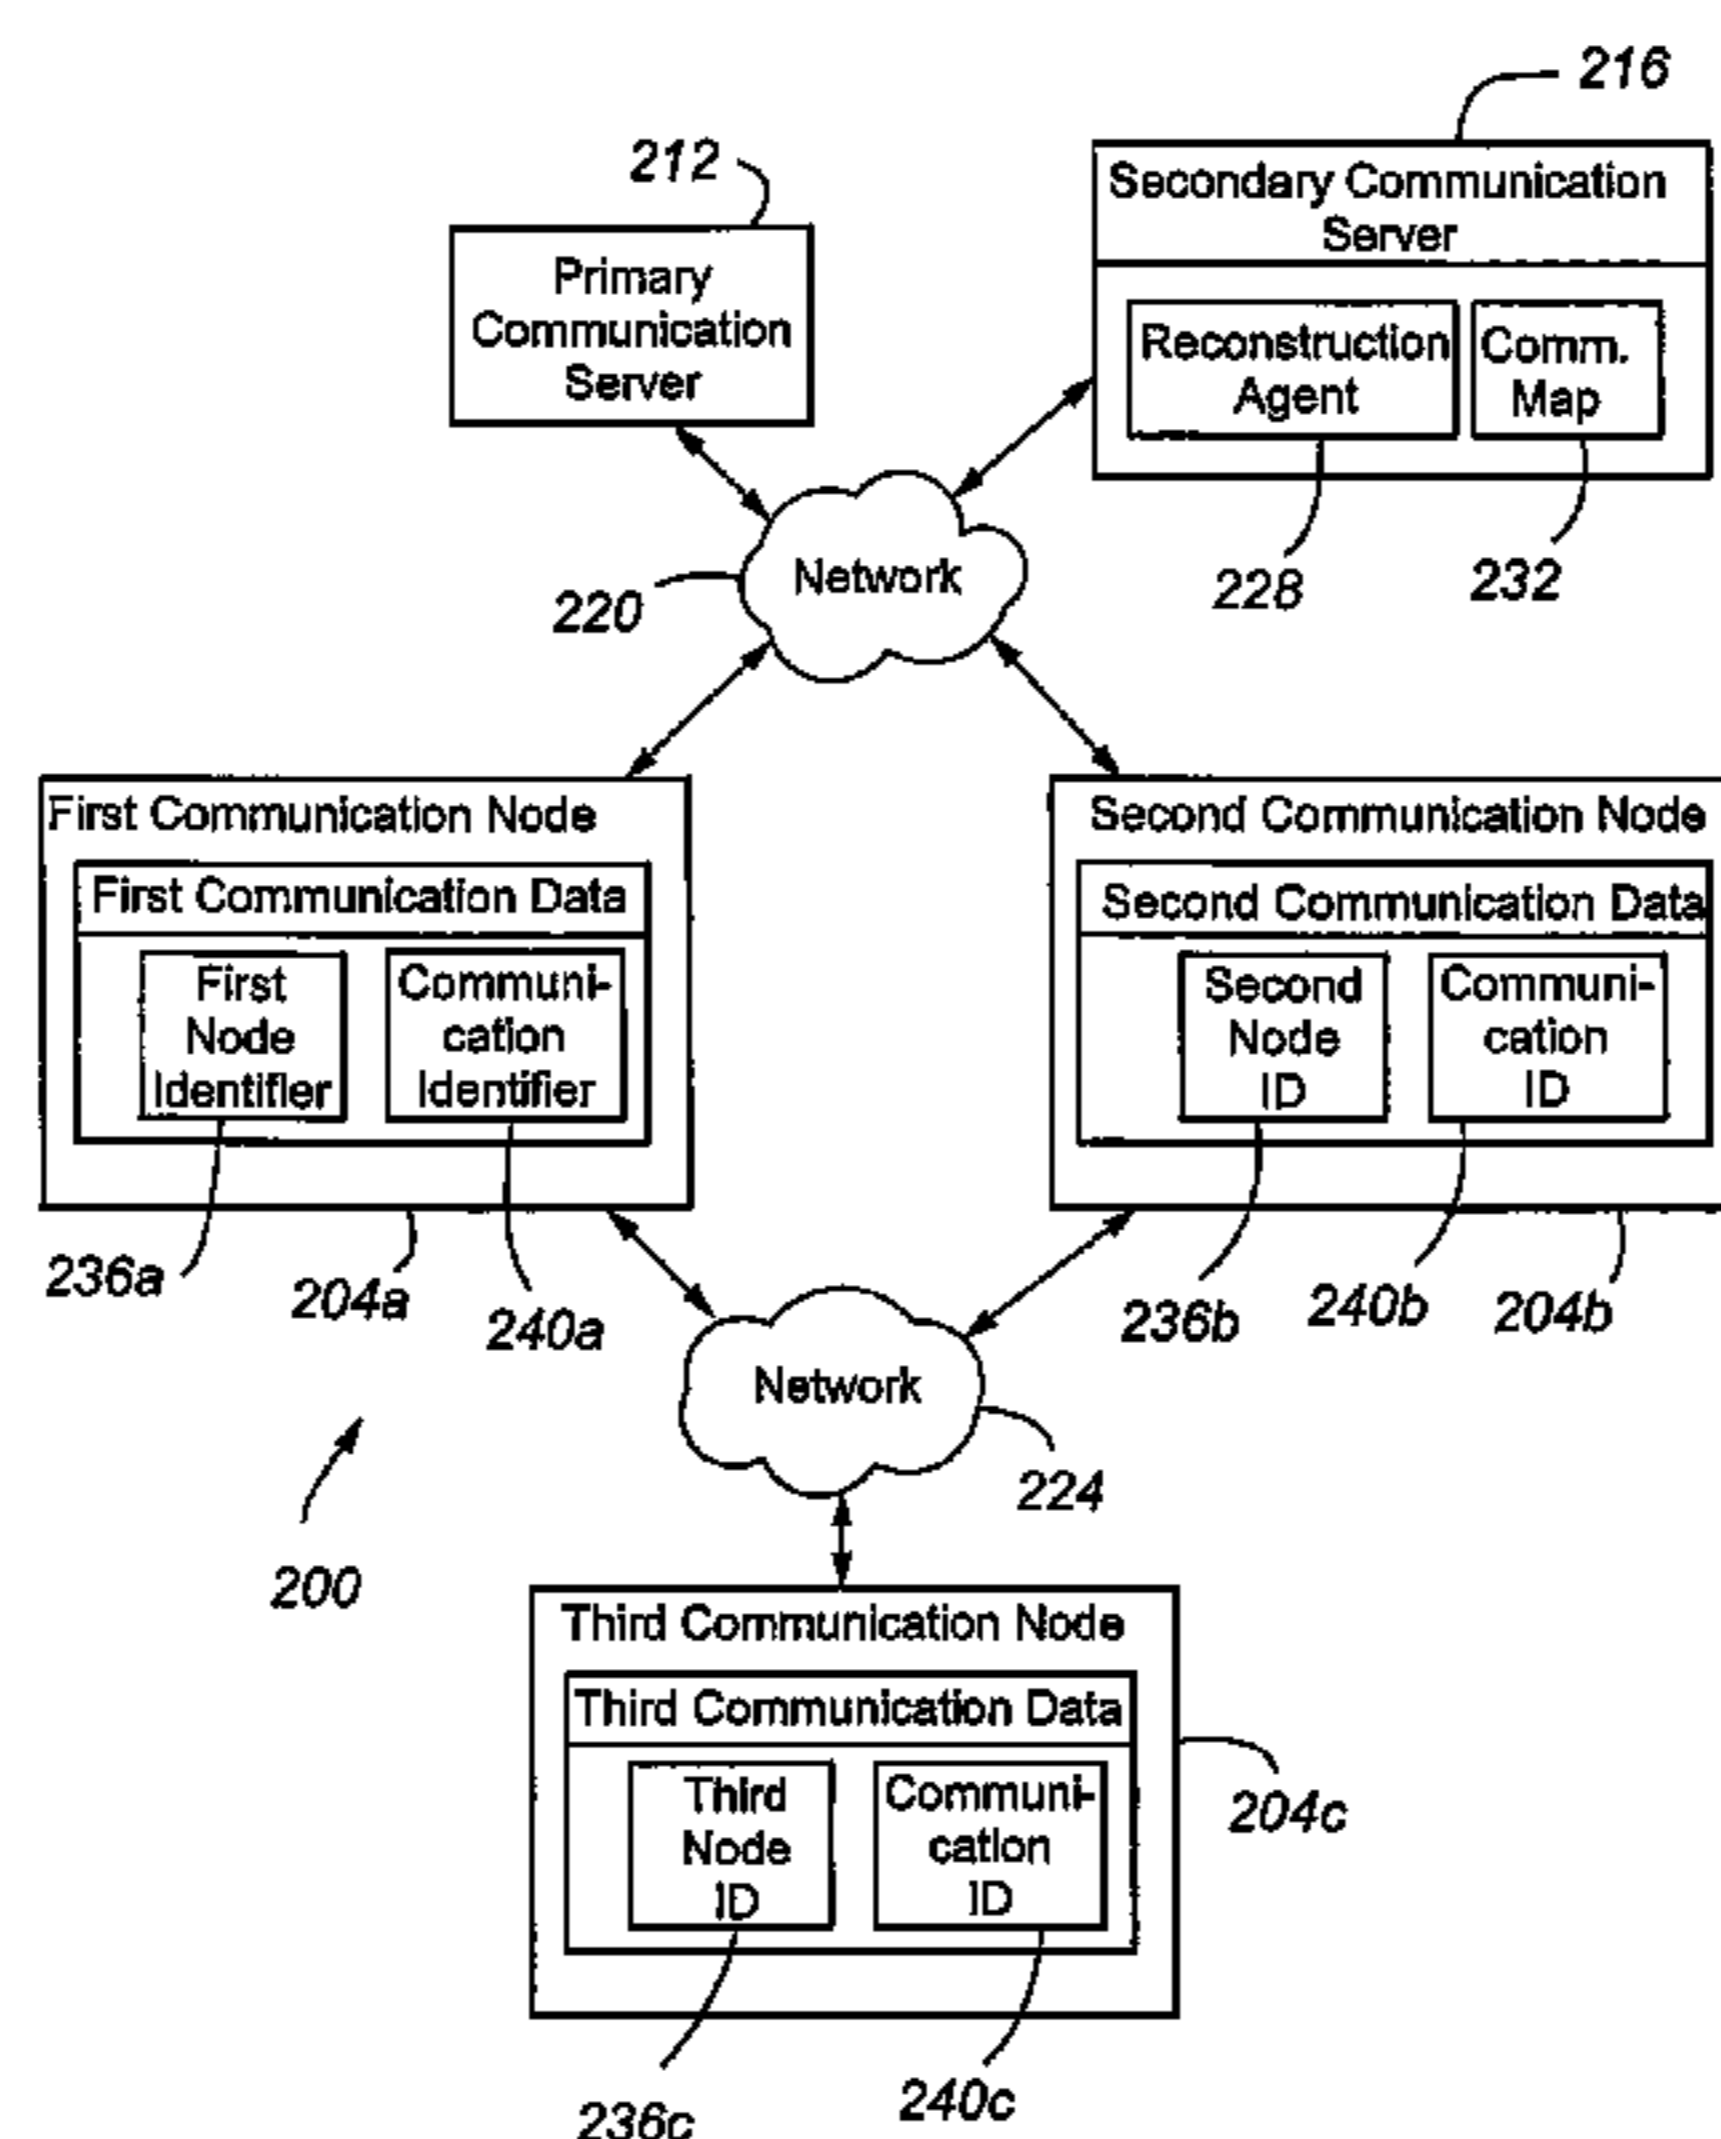 216
212
Secondary Communication
Server
Primary
Communication
Server
Reconstruction
Agent
Comm.
Map
Network
220
228
232
First Communication Node
First Communication Data
First
Node
Identifier
Communi-
cation
Identifier
Second Communication Node
Second Communication Data
Second
Node
ID
Communi-
cation
ID
236a
204a
240a
236b
240b
204b
Network
224
200
Third Communication Node
Third Communication Data
Third
Node
ID
Communi-
cation
ID
204c
236c
240c